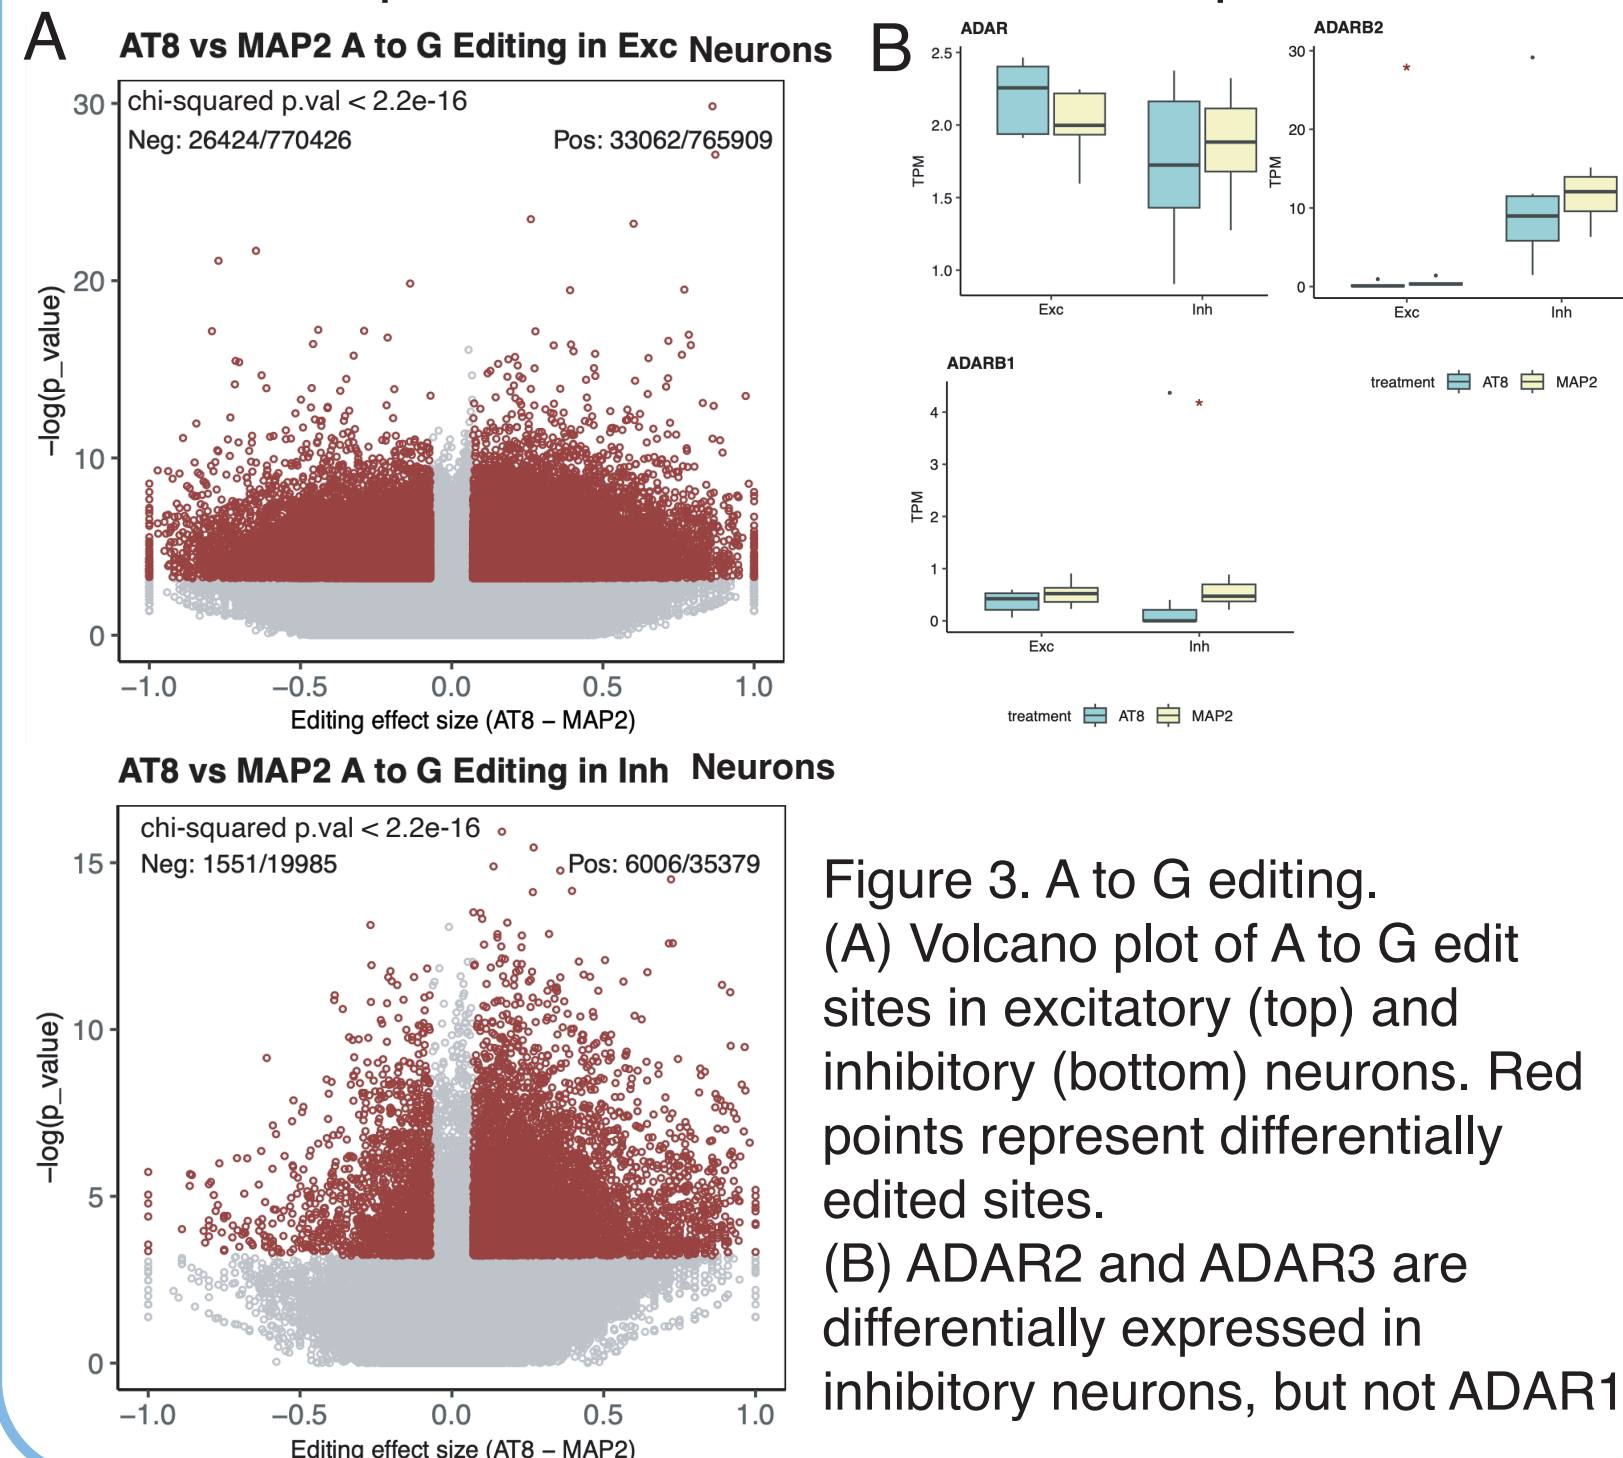 A
AT8 vs MAP2 A to G Editing in Exc Neurons
chi-squared p.val < 2.2e-16
Neg: 26424/770426
Pos: 33062/765909
30
20
10
0
−log(p_value)
−1.0
−0.5
0.0
0.5
1.0
Editing effect size (AT8 − MAP2)
AT8 vs MAP2 A to G Editing in Inh Neurons
chi-squared p.val < 2.2e-16
Neg: 1551/19985
Pos: 6006/35379
15
10
5
0
−log(p_value)
−1.0
−0.5
0.0
0.5
1.0
Editing effect size (AT8 − MAP2)
B
ADAR
2.5
2.0
1.5
1.0
TPM
Exc
Inh
ADARB2
30
20
10
0
TPM
*
Exc
Inh
treatment AT8 MAP2
ADARB1
4
3
2
1
0
TPM
*
Exc
Inh
treatment AT8 MAP2
Figure 3. A to G editing.
(A) Volcano plot of A to G edit
sites in excitatory (top) and
inhibitory (bottom) neurons. Red
points represent differentially
edited sites.
(B) ADAR2 and ADAR3 are
differentially expressed in
inhibitory neurons, but not ADAR1